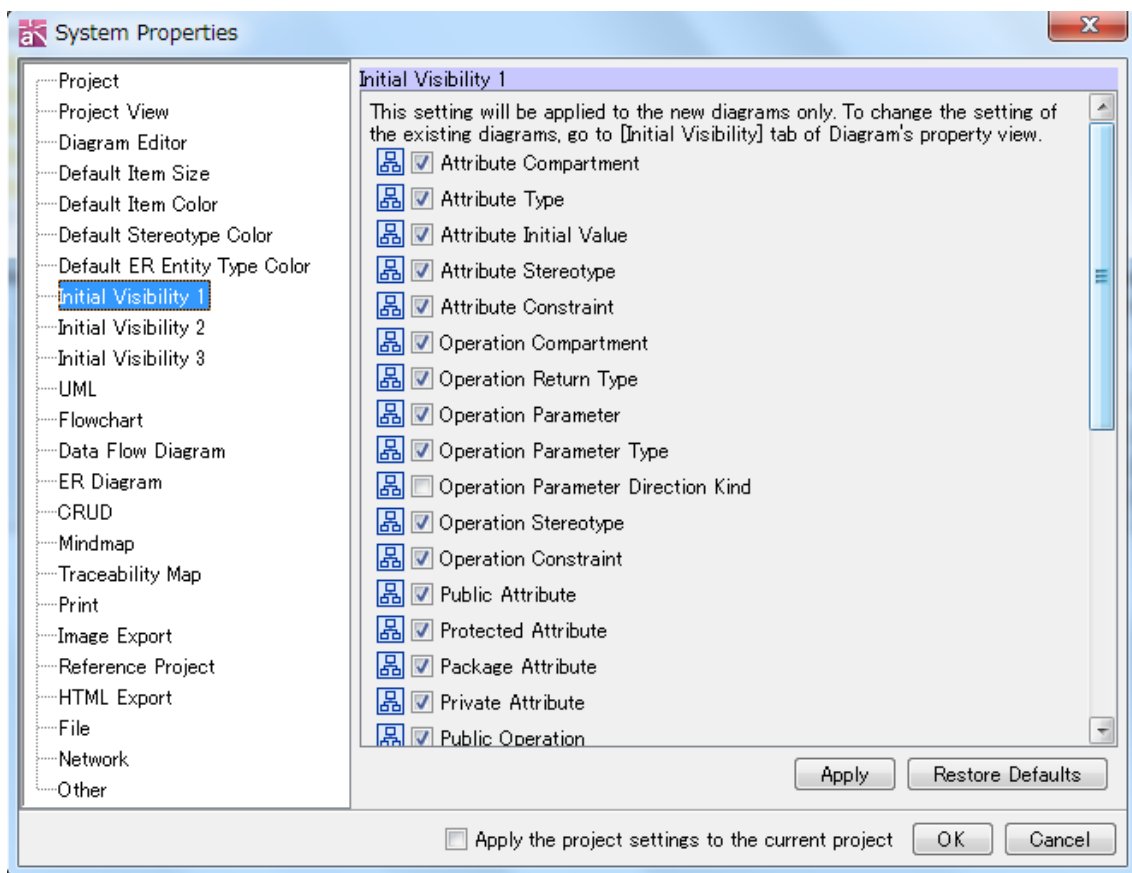 System Properties
Project
Project View
Diagram Editor
Default Item Size
Default Item Color
Default Stereotype Color
Default ER Entity Type Color
Initial Visibility 1
Initial Visibility 2
Initial Visibility 3
UML
Flowchart
Data Flow Diagram
ER Diagram
CRUD
Mindmap
Traceability Map
Print
Image Export
Reference Project
HTML Export
File
Network
Other
Initial Visibility 1
This setting will be applied to the new diagrams only. To change the setting of
the existing diagrams, go to [Initial Visibility] tab of Diagram's property view.
Attribute Compartment
Attribute Type
Attribute Initial Value
Attribute Stereotype
Attribute Constraint
Operation Compartment
Operation Return Type
Operation Parameter
Operation Parameter Type
Operation Parameter Direction Kind
Operation Stereotype
Operation Constraint
Public Attribute
Protected Attribute
Package Attribute
Private Attribute
Public Operation
Apply Restore Defaults
Apply the project settings to the current project OK Cancel